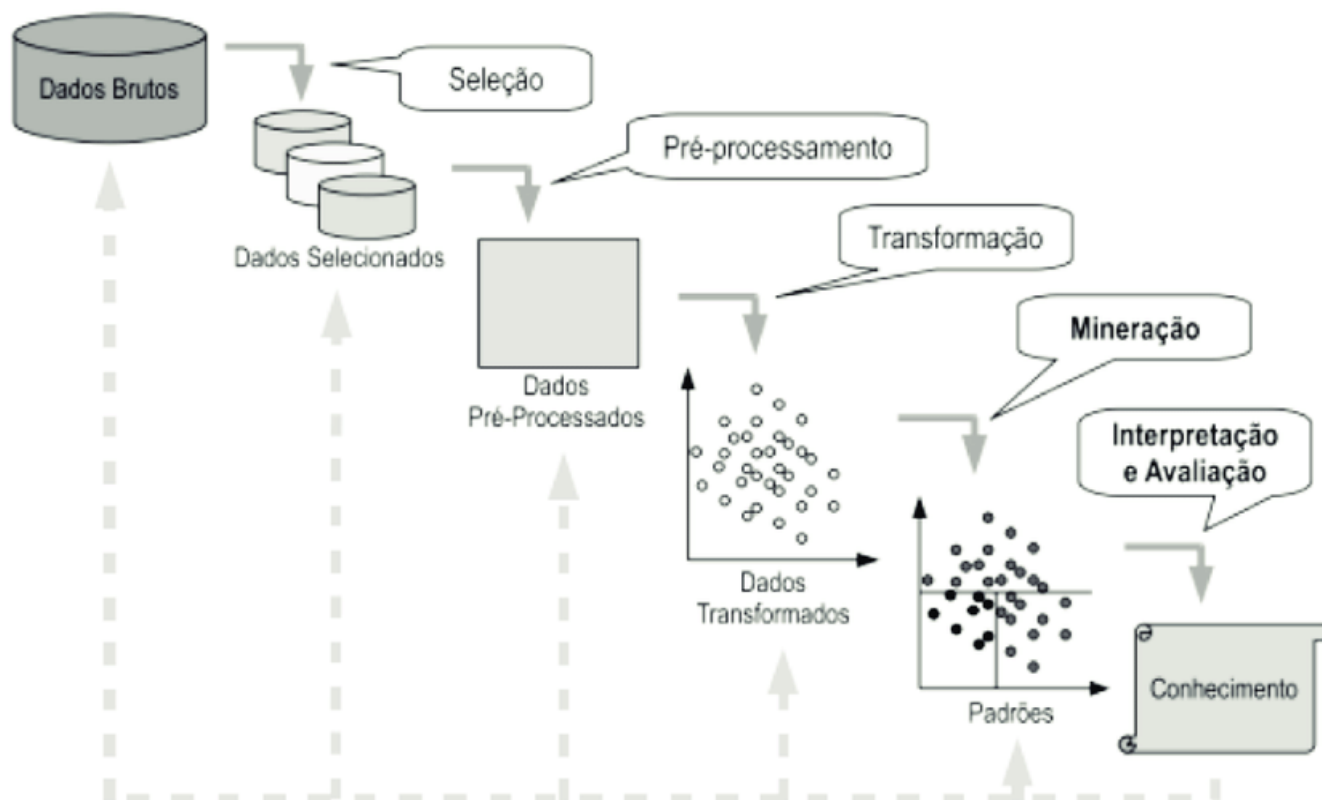 Dados Brutos
Seleção
Dados Selecionados
Pré-processamento
Dados
Pré-Processados
Transformação
Dados
Transformados
Mineração
Padrões
Interpretação
e Avaliação
Conhecimento